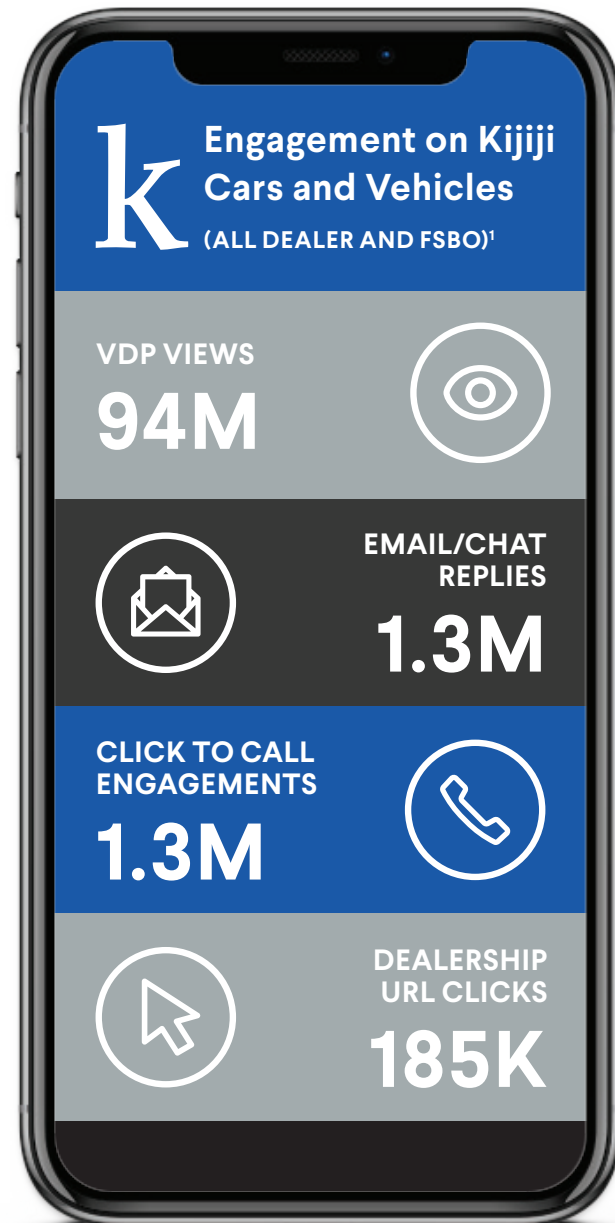 k
Engagement on Kijiji
Cars and Vehicles
(ALL DEALER AND FSBO)¹
VDP VIEWS
94M
EMAIL/CHAT
REPLIES
1.3M
CLICK TO CALL
ENGAGEMENTS
1.3M
DEALERSHIP
URL CLICKS
185K